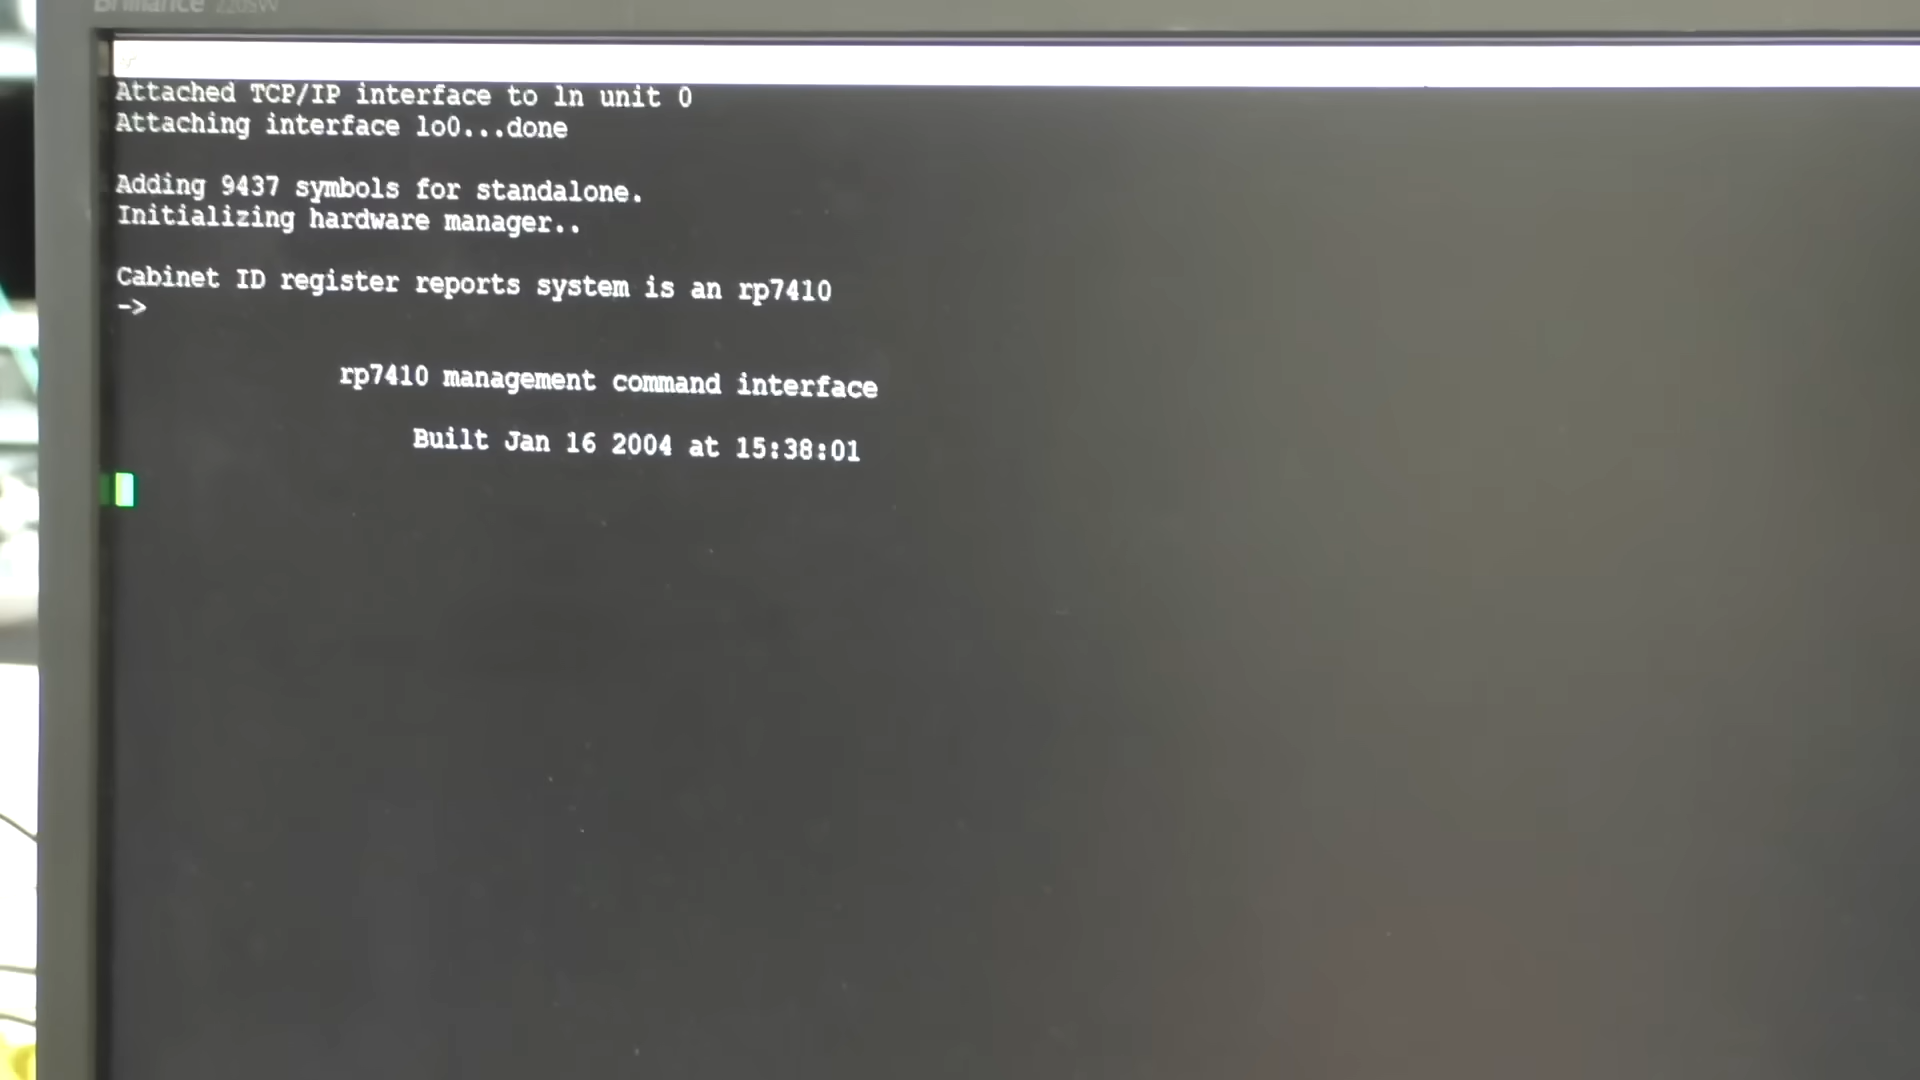 Brilliance 220SW
Attached TCP/IP interface to ln unit 0
Attaching interface lo0...done
Adding 9437 symbols for standalone.
Initializing hardware manager..
Cabinet ID register reports system is an rp7410
->
rp7410 management command interface
Built Jan 16 2004 at 15:38:01